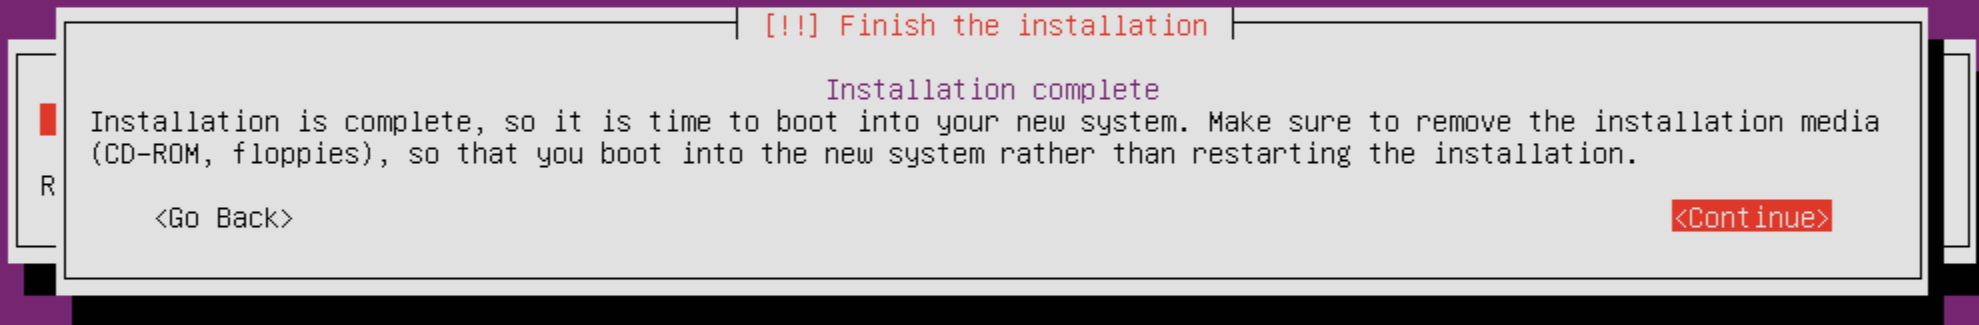 [!!] Finish the installation
Installation complete
Installation is complete, so it is time to boot into your new system. Make sure to remove the installation media
(CD-ROM, floppies), so that you boot into the new system rather than restarting the installation.
R
<Go Back> <Continue>